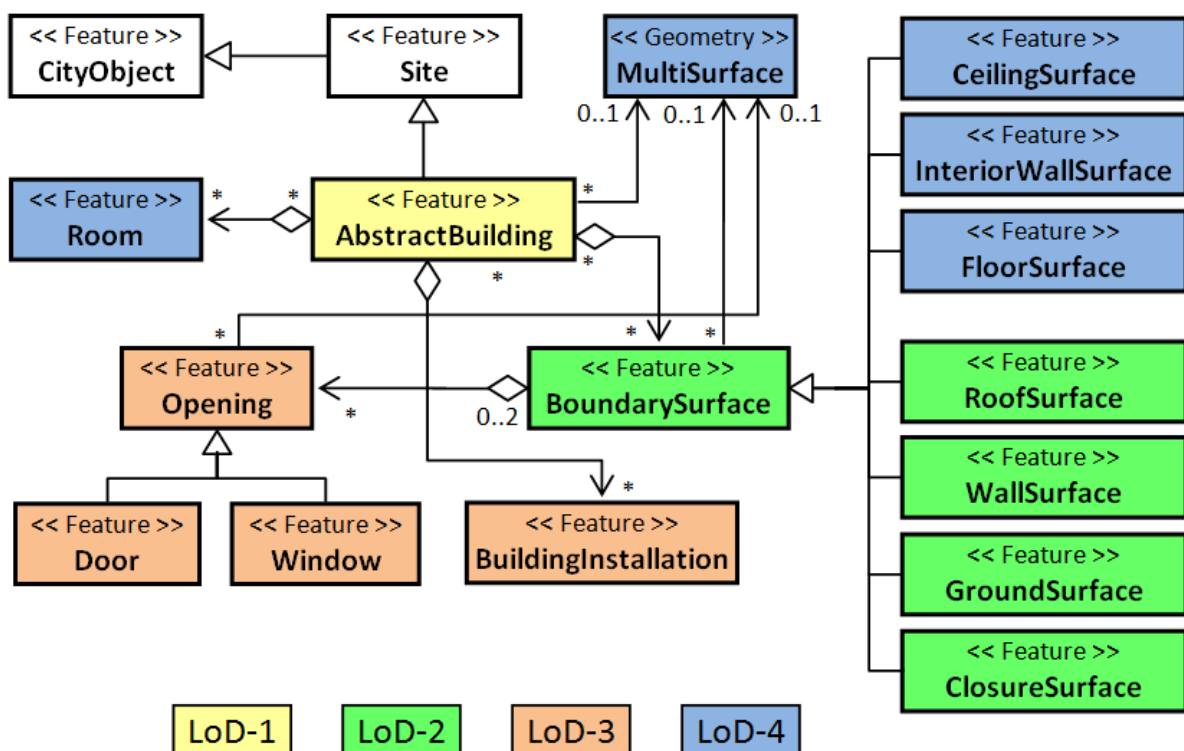 << Feature >>
CityObject
<< Feature >>
Site
<< Geometry >>
MultiSurface
<< Feature >>
CeilingSurface
0..1
0..1
0..1
<< Feature >>
InteriorWallSurface
<< Feature >>
Room
*
*
<< Feature >>
AbstractBuilding
*
*
*
<< Feature >>
FloorSurface
*
*
*
<< Feature >>
Opening
*
0..2
<< Feature >>
BoundarySurface
<< Feature >>
RoofSurface
<< Feature >>
WallSurface
<< Feature >>
Door
<< Feature >>
Window
*
<< Feature >>
BuildingInstallation
<< Feature >>
GroundSurface
<< Feature >>
ClosureSurface
LoD-1
LoD-2
LoD-3
LoD-4